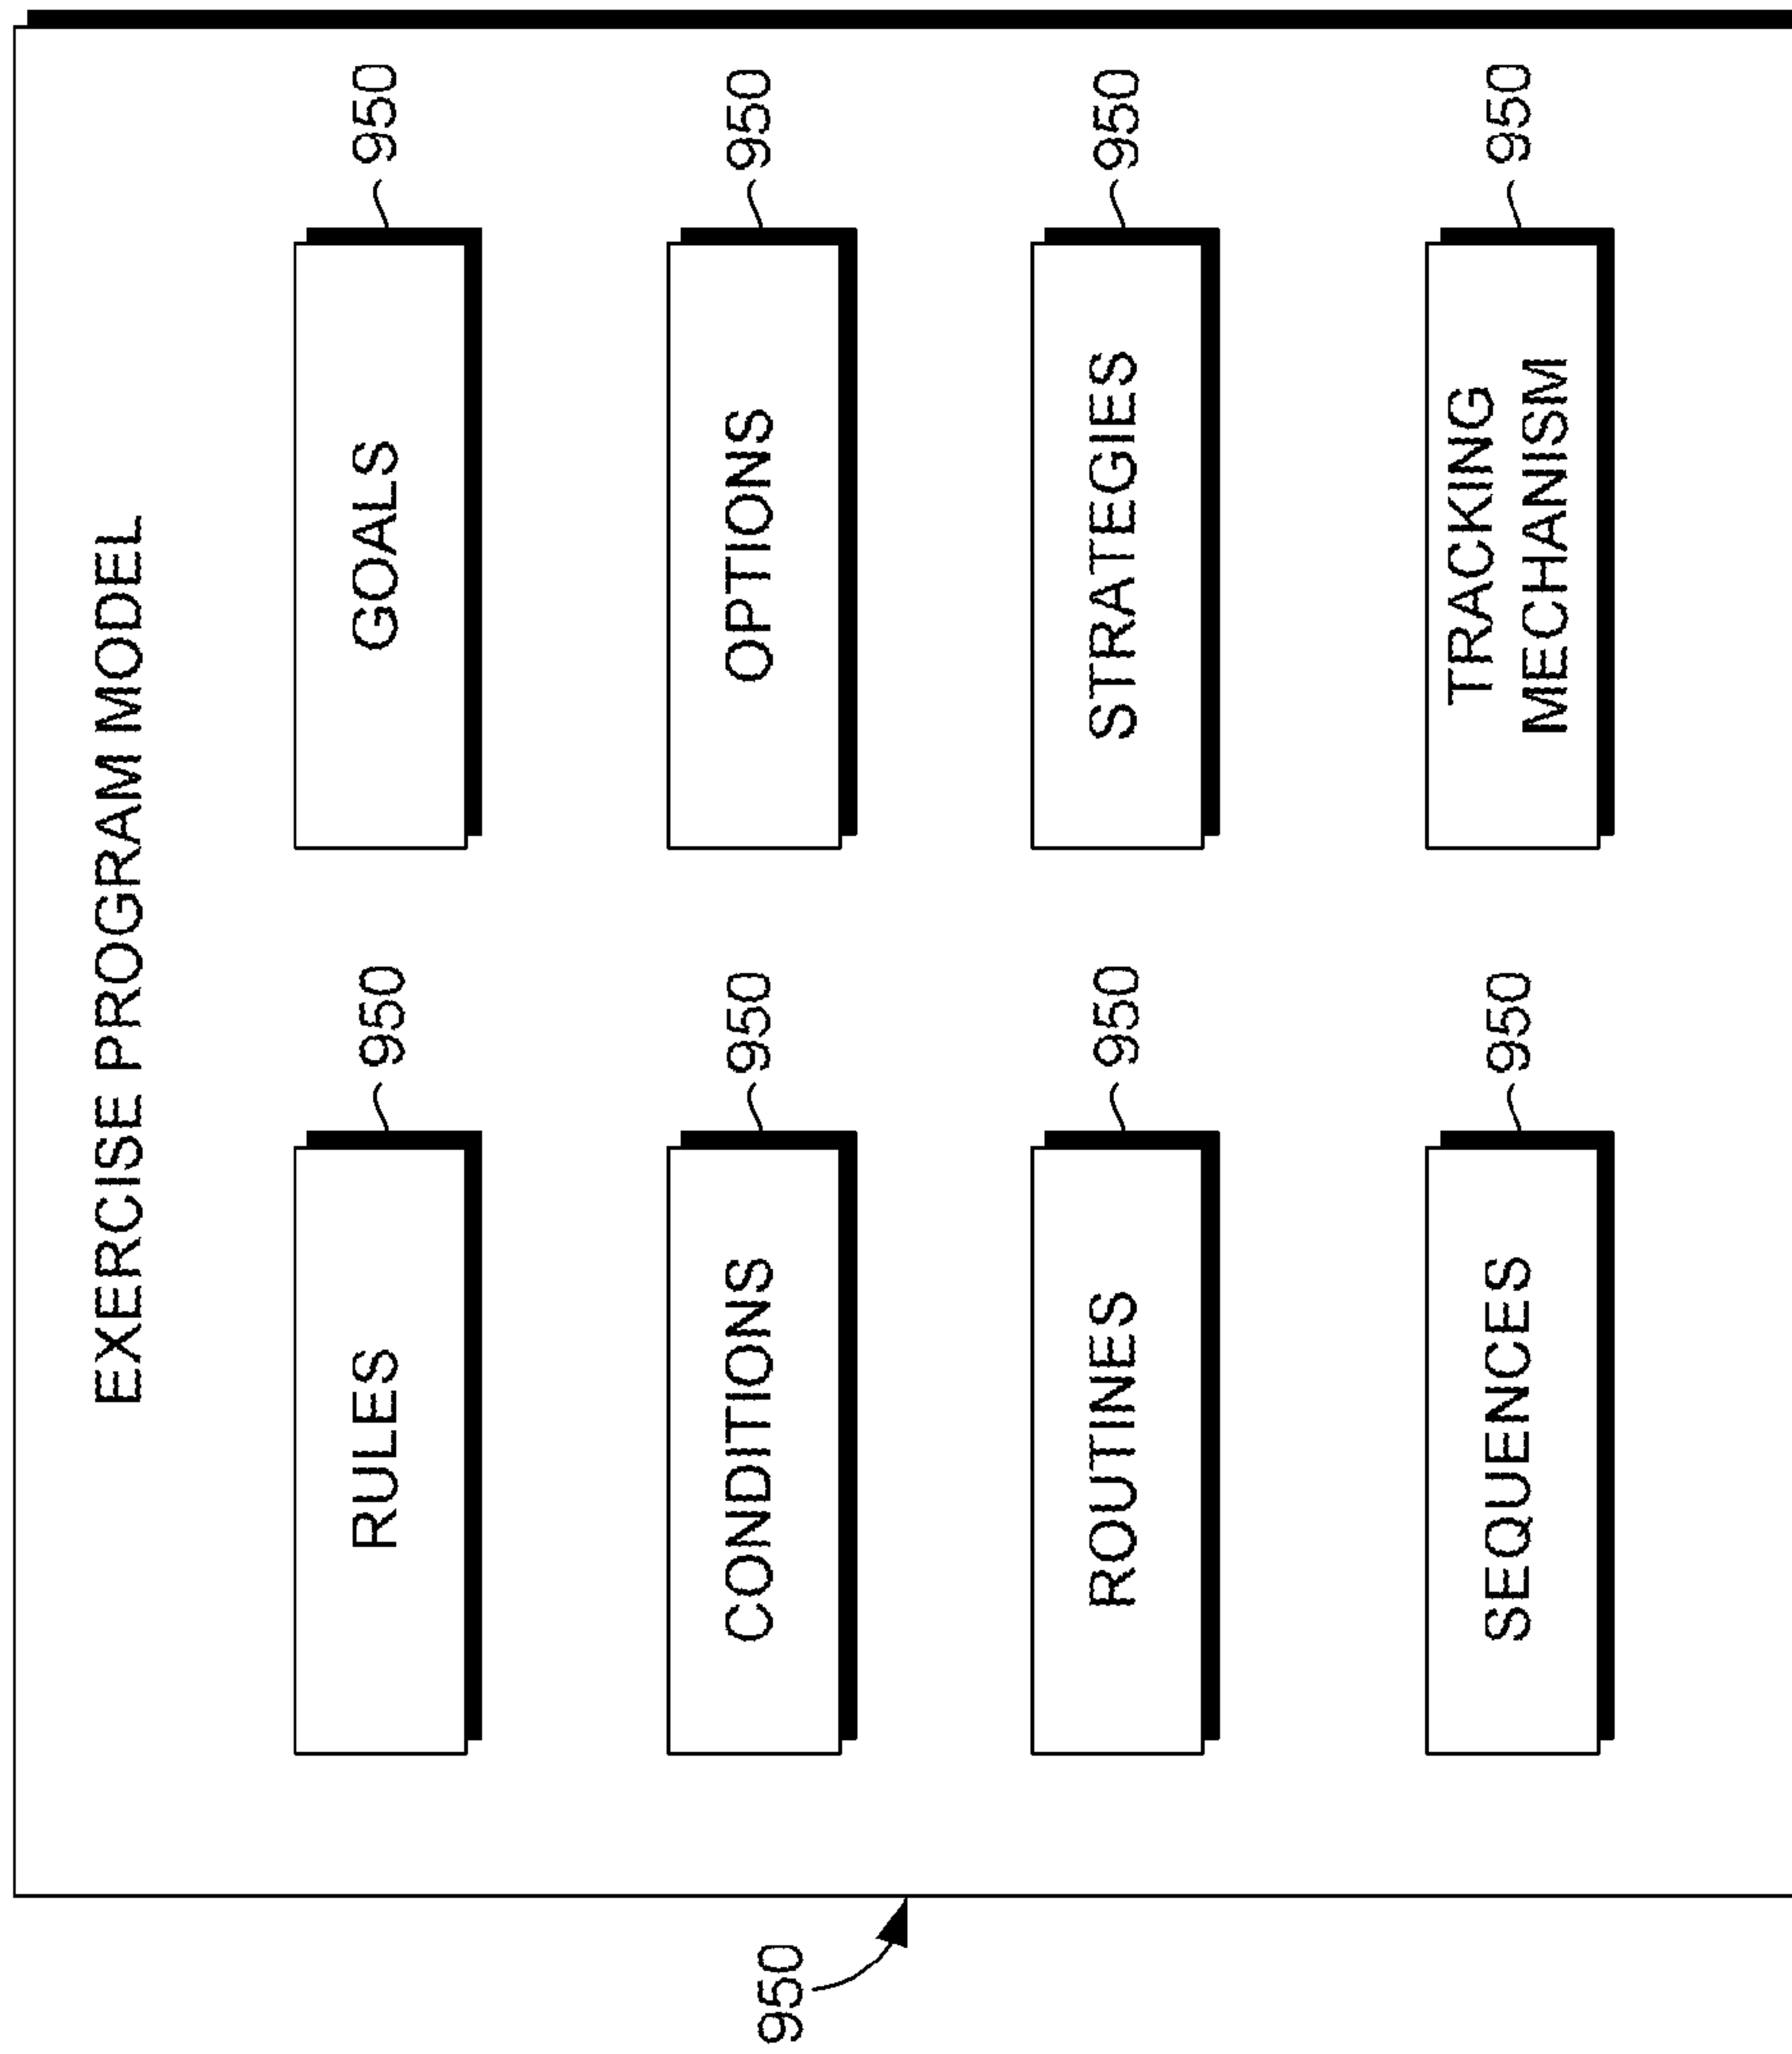 EXERCISE PROGRAM MODEL
RULES
950
GOALS
950
CONDITIONS
950
OPTIONS
950
ROUTINES
950
STRATEGIES
950
SEQUENCES
950
TRACKING
MECHANISM
950
950